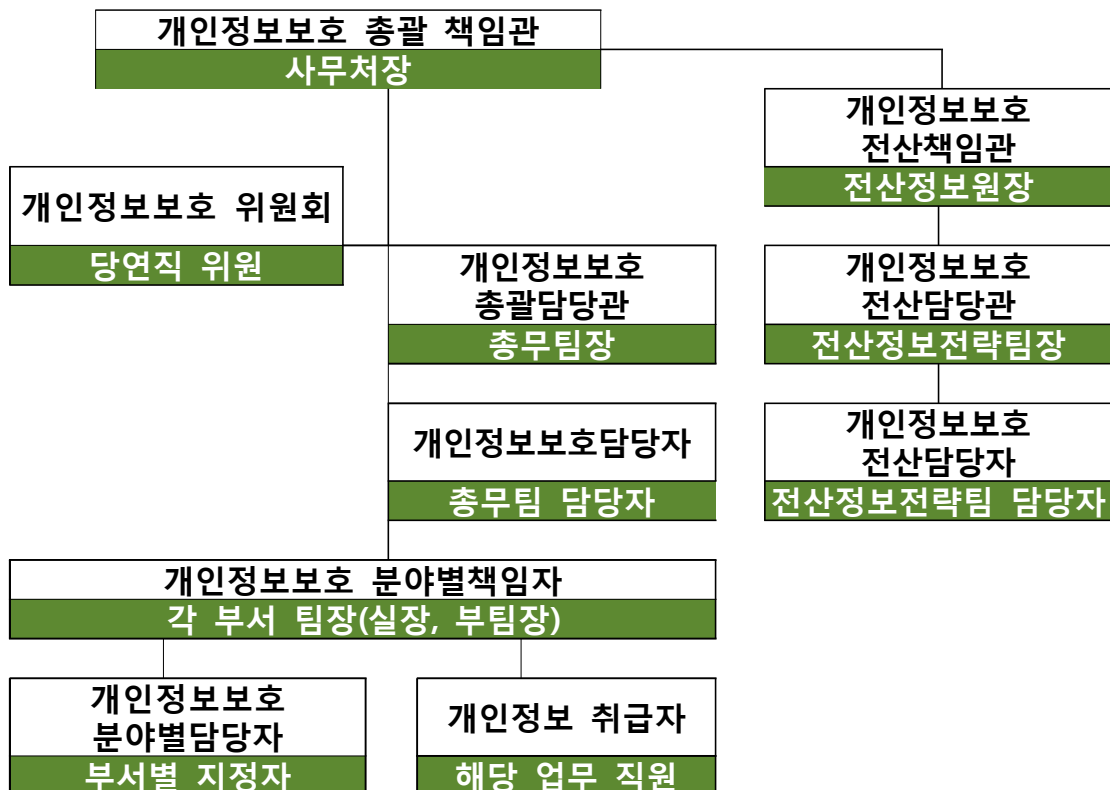 개인정보보호 총괄 책임관
사무처장
개인정보보호
전산책임관
전산정보원장
개인정보보호 위원회
당연직 위원
개인정보보호
총괄담당관
총무팀장
개인정보보호
전산담당관
전산정보전략팀장
개인정보보호담당자
총무팀 담당자
개인정보보호
전산담당자
전산정보전략팀 담당자
개인정보보호 분야별책임자
각 부서 팀장(실장, 부팀장)
개인정보보호
분야별담당자
부서별 지정자
개인정보 취급자
해당 업무 직원